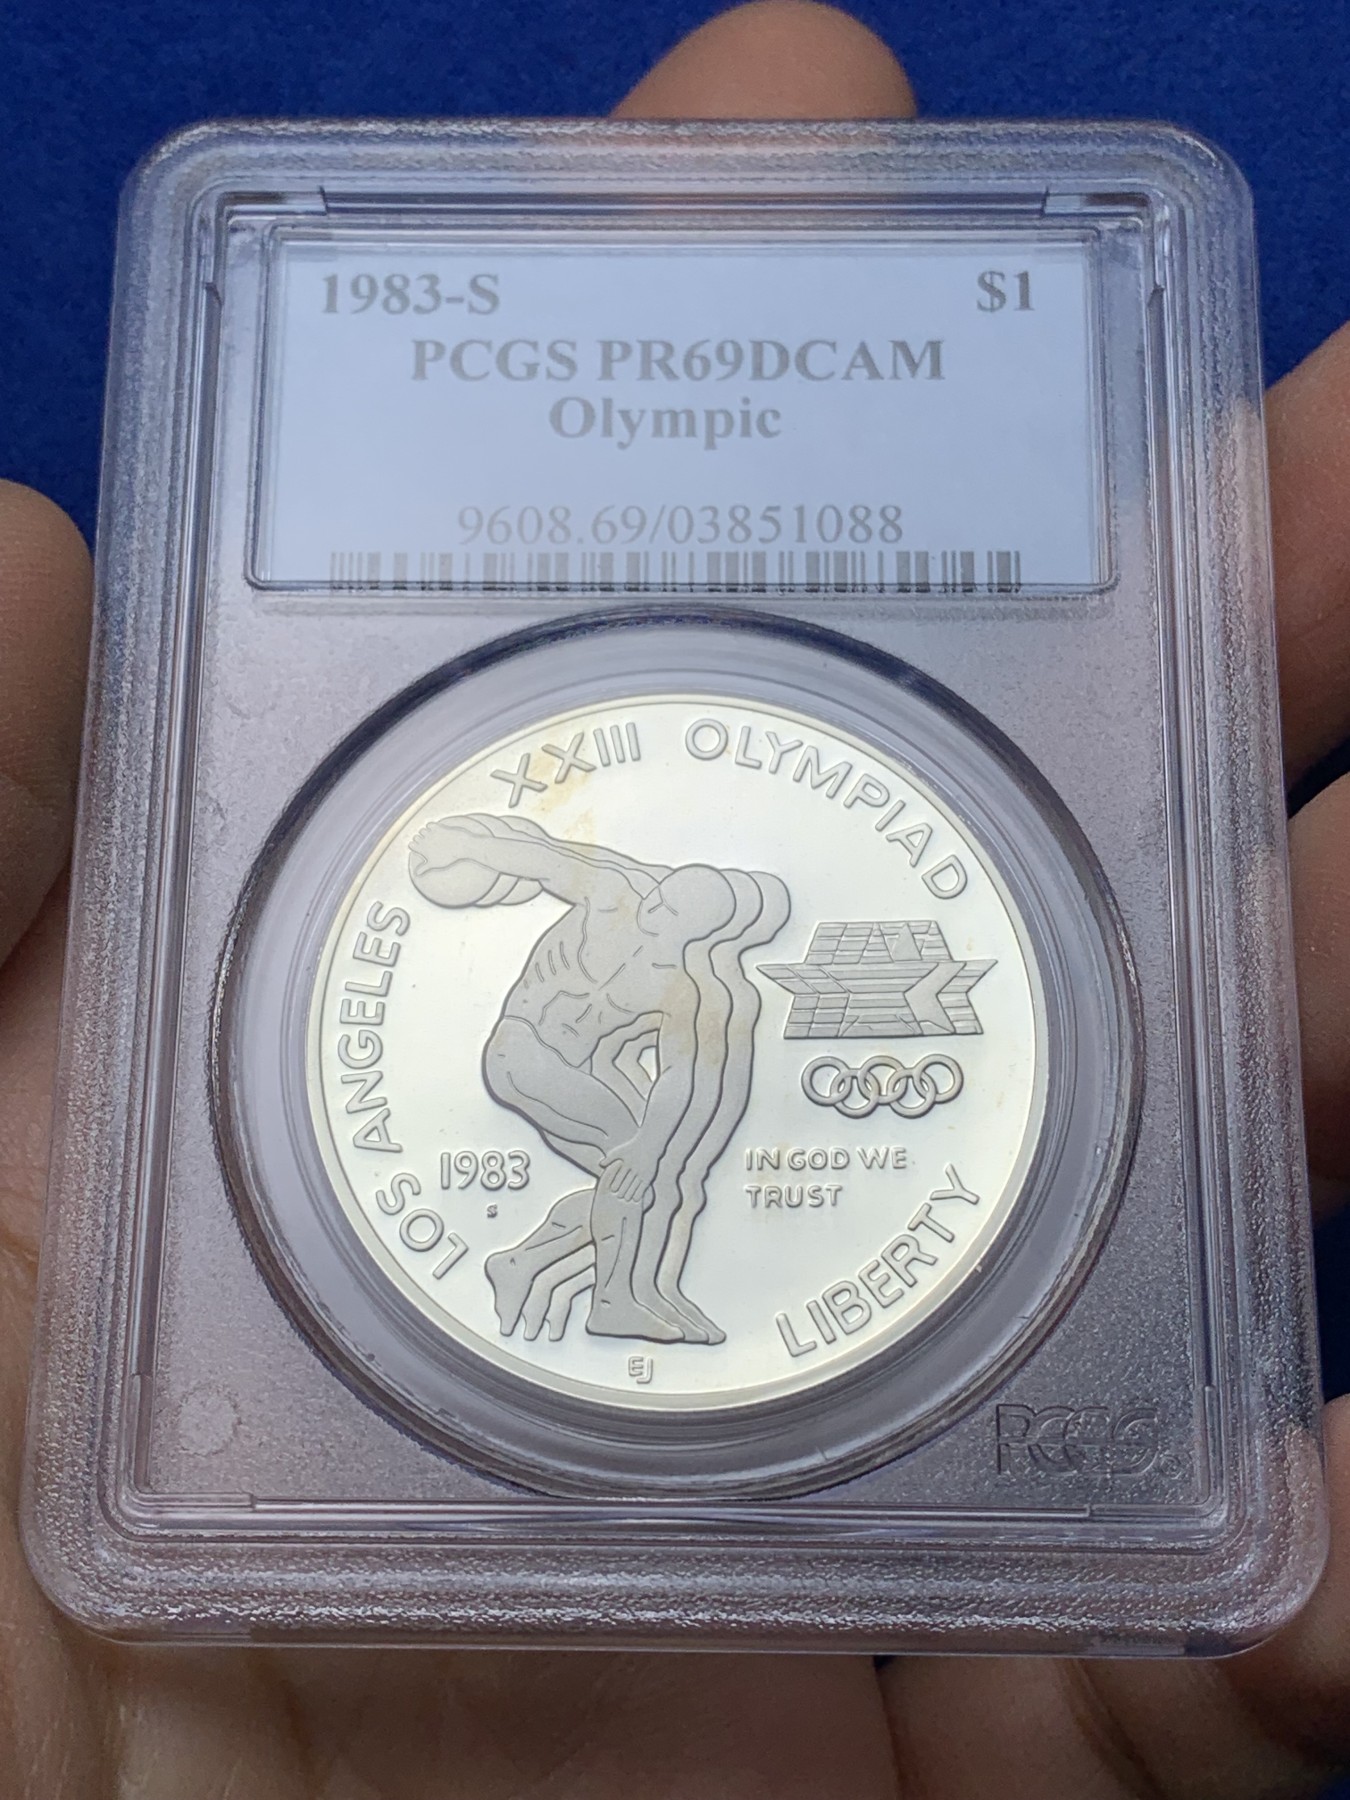 1983-S $1
PCGS PR69DCAM
Olympic
9608.69/03851088
LOS ANGELES XXIII OLYMPIAD
1983
S
IN GOD WE
TRUST
LIBERTY
EJ
PCGS